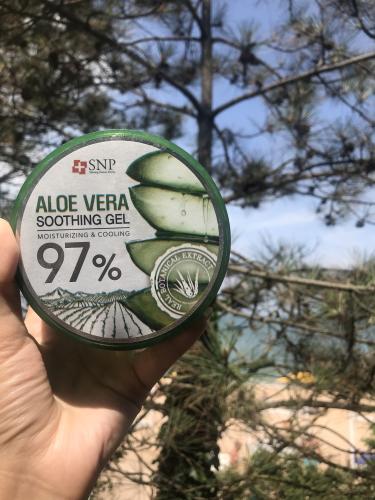 SNP
ALOE VERA
SOOTHING GEL
MOISTURIZING & COOLING
97%
REAL BOTANICAL EXTRACT